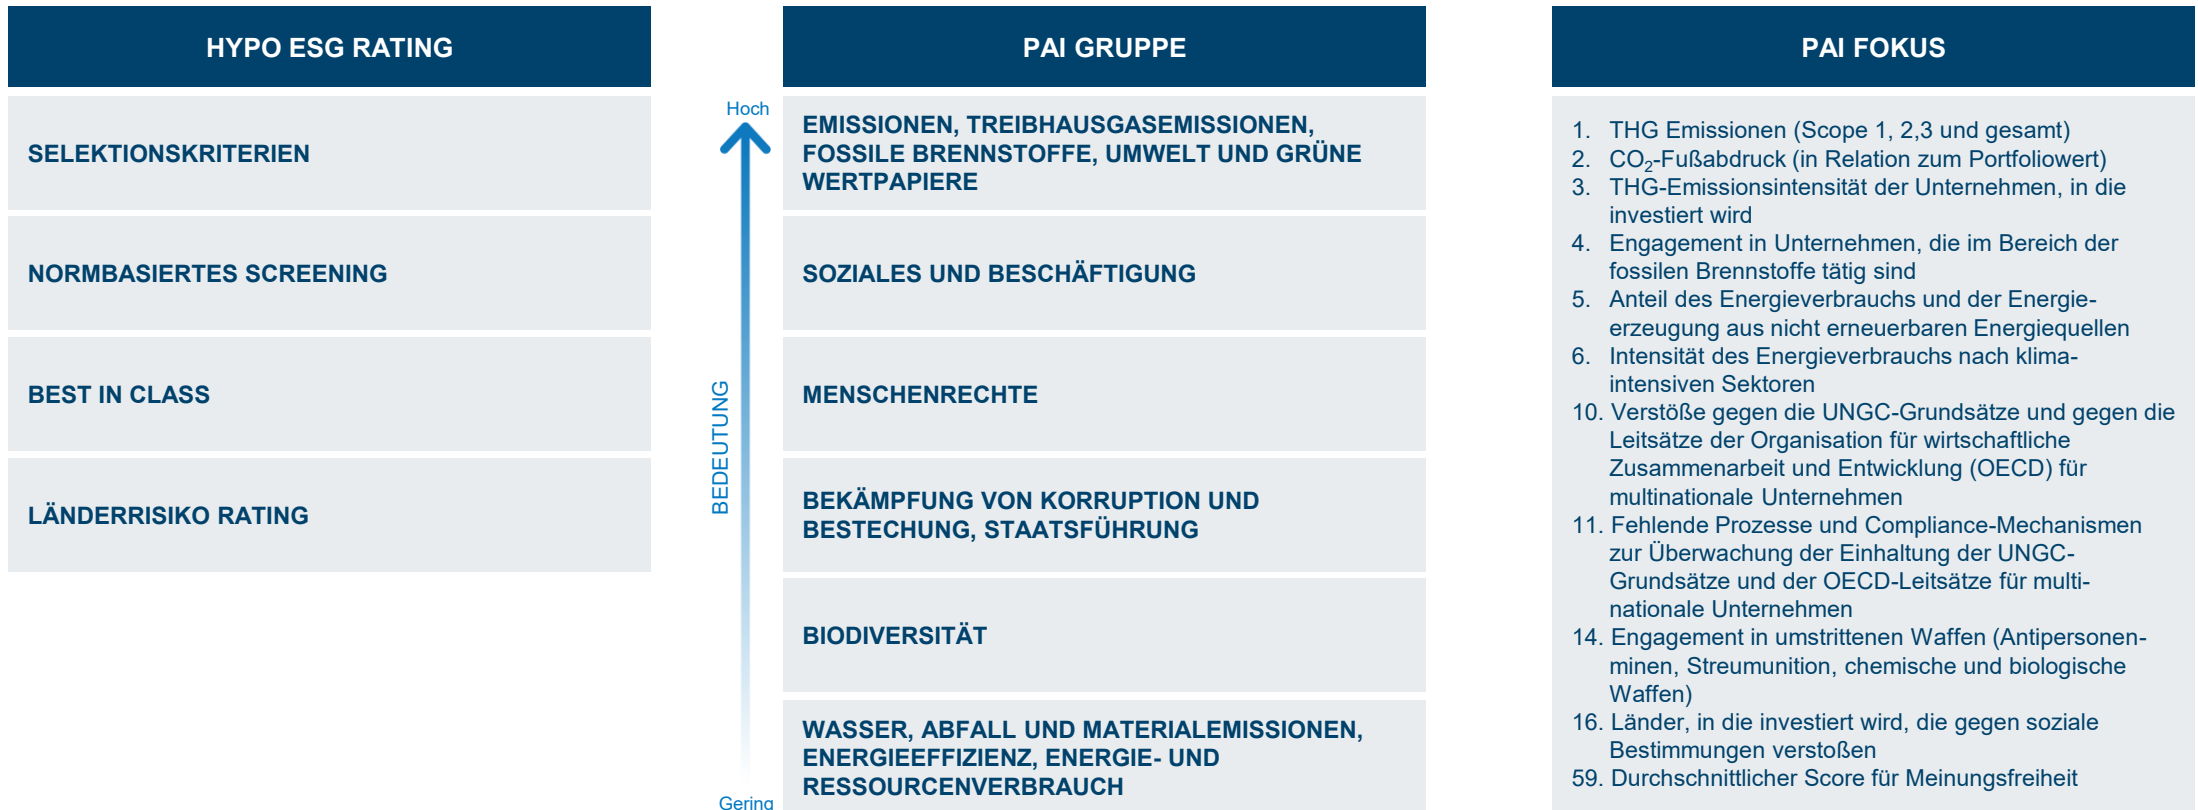 HYPO ESG RATING
SELEKTIONSKRITERIEN
NORMBASIERTES SCREENING
BEST IN CLASS
LÄNDERRISIKO RATING
Hoch
BEDEUTUNG
Gering
PAI GRUPPE
EMISSIONEN, TREIBHAUSGASEMISSIONEN,
FOSSILE BRENNSTOFFE, UMWELT UND GRÜNE
WERTPAPIERE
SOZIALES UND BESCHÄFTIGUNG
MENSCHENRECHTE
BEKÄMPFUNG VON KORRUPTION UND
BESTECHUNG, STAATSFÜHRUNG
BIODIVERSITÄT
WASSER, ABFALL UND MATERIALEMISSIONEN,
ENERGIEEFFIZIENZ, ENERGIE- UND
RESSOURCENVERBRAUCH
PAI FOKUS
1. THG Emissionen (Scope 1, 2,3 und gesamt)
2. CO₂-Fußabdruck (in Relation zum Portfoliowert)
3. THG-Emissionsintensität der Unternehmen, in die
investiert wird
4. Engagement in Unternehmen, die im Bereich der
fossilen Brennstoffe tätig sind
5. Anteil des Energieverbrauchs und der Energie-
erzeugung aus nicht erneuerbaren Energiequellen
6. Intensität des Energieverbrauchs nach klima-
intensiven Sektoren
10. Verstöße gegen die UNGC-Grundsätze und gegen die
Leitsätze der Organisation für wirtschaftliche
Zusammenarbeit und Entwicklung (OECD) für
multinationale Unternehmen
11. Fehlende Prozesse und Compliance-Mechanismen
zur Überwachung der Einhaltung der UNGC-
Grundsätze und der OECD-Leitsätze für multi-
nationale Unternehmen
14. Engagement in umstrittenen Waffen (Antipersonen-
minen, Streumunition, chemische und biologische
Waffen)
16. Länder, in die investiert wird, die gegen soziale
Bestimmungen verstoßen
59. Durchschnittlicher Score für Meinungsfreiheit